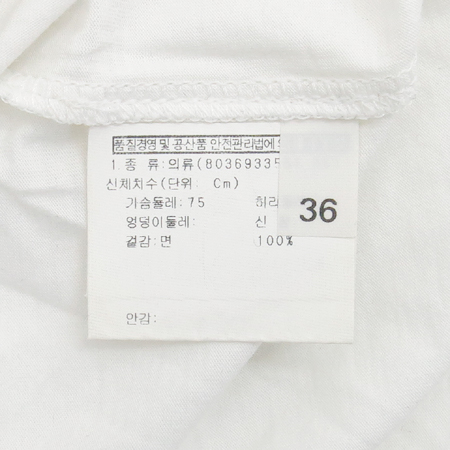 품질경영 및 공산품 안전관리법에
1. 종 류:의류(8036933
신체치수(단위: Cm)
가슴둘레:75 허리
엉덩이둘레: 신
겉감:면 100%
안감:
36